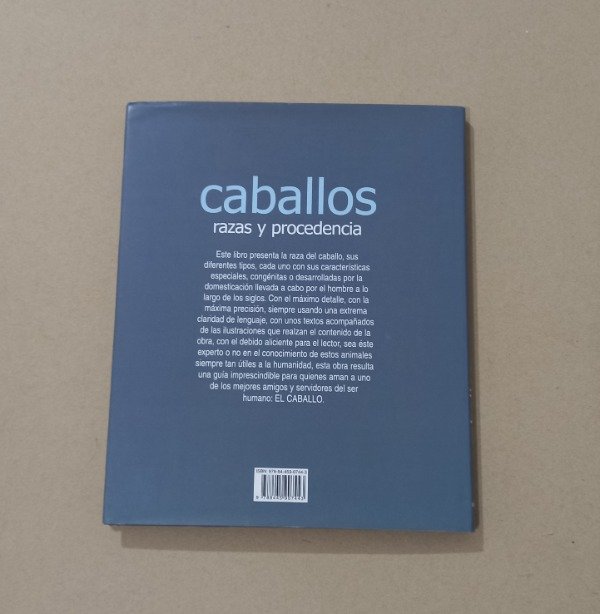 caballos
razas y procedencia
Este libro presenta la raza del caballo, sus
diferentes tipos, cada uno con sus características
especiales, congénitas o desarrolladas por la
domesticación llevada a cabo por el hombre a lo
largo de los siglos. Con el máximo detalle, con la
máxima precisión, siempre usando una extrema
claridad de lenguaje, con unos textos acompañados
de las ilustraciones que realzan el contenido de la
obra, con el debido aliciente para el lector, sea éste
experto o no en el conocimiento de estos animales
siempre tan útiles a la humanidad, esta obra resulta
una guía imprescindible para quienes aman a uno
de los mejores amigos y servidores del ser
humano: EL CABALLO.
ISBN: